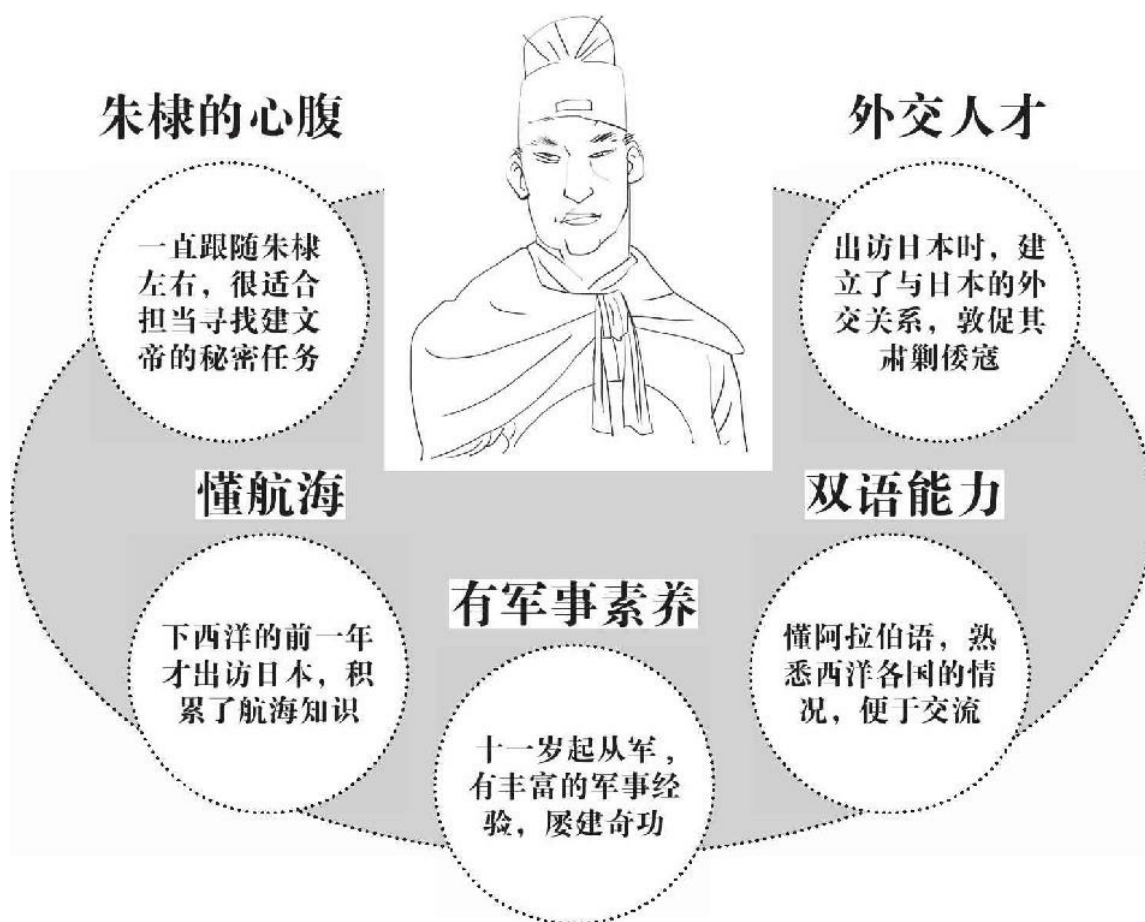 朱棣的心腹
一直跟随朱棣
左右，很适合
担当寻找建文
帝的秘密任务
外交人才
出访日本时，建
立了与日本的外
交关系，敦促其
肃剿倭寇
懂航海
下西洋的前一年
才出访日本，积
累了航海知识
有军事素养
十一岁起从军，
有丰富的军事经
验，屡建奇功
双语能力
懂阿拉伯语，熟
悉西洋各国的情
况，便于交流